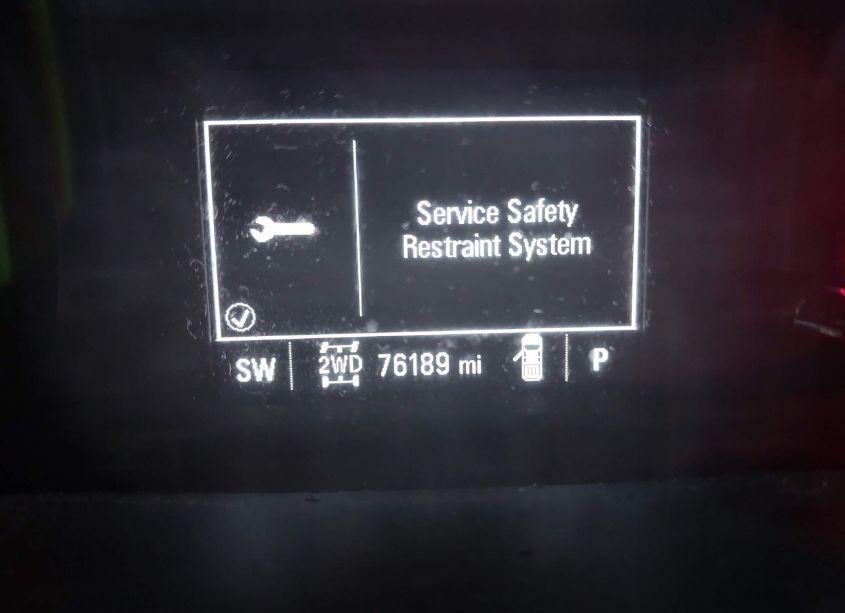 Service Safety
Restraint System
SW 2WD 76189 mi P